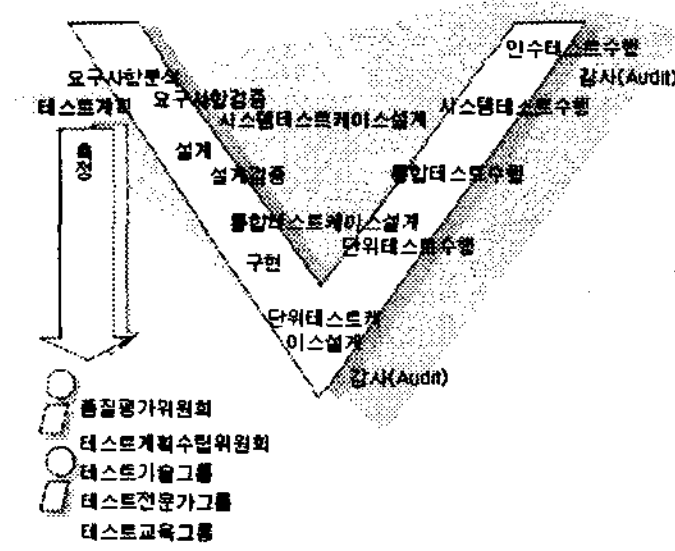 인수테스트수행
요구사항분석
감사(Audit)
테스트계획
요구사항검증
시스템테스트수행
시스템테스트케이스설계
측정
설계
설계검증
통합테스트수행
통합테스트케이스설계
단위테스트수행
구현
단위테스트케
이스설계
감사(Audit)
품질평가위원회
테스트계획수립위원회
테스트기술그룹
테스트전문가그룹
테스트교육그룹